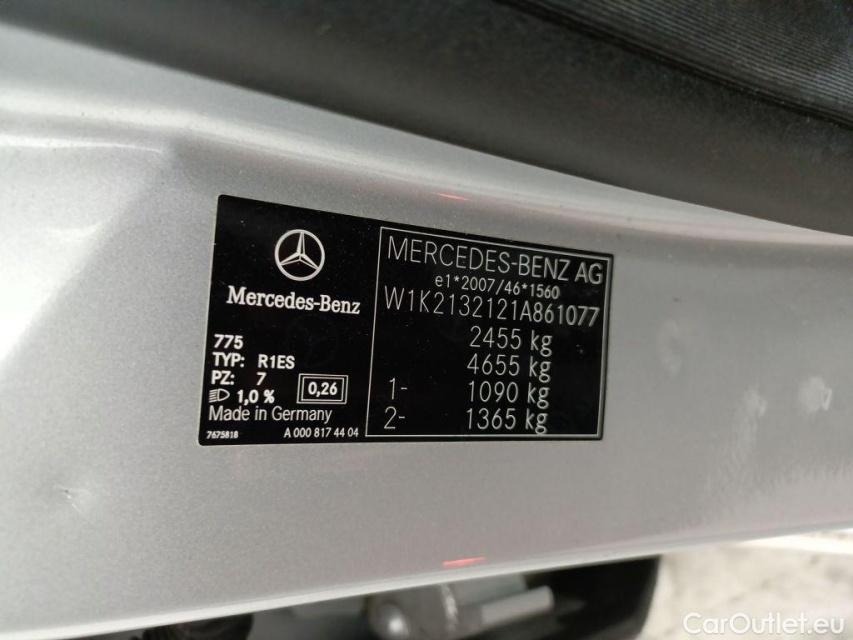 Mercedes-Benz
775
TYP: R1ES
PZ: 7
1,0 %
0,26
Made in Germany
7675818 A 000 817 44 04
MERCEDES-BENZ AG
e1*2007/46*1560
W1K2132121A861077
2455 kg
4655 kg
1- 1090 kg
2- 1365 kg
CarOutlet.eu